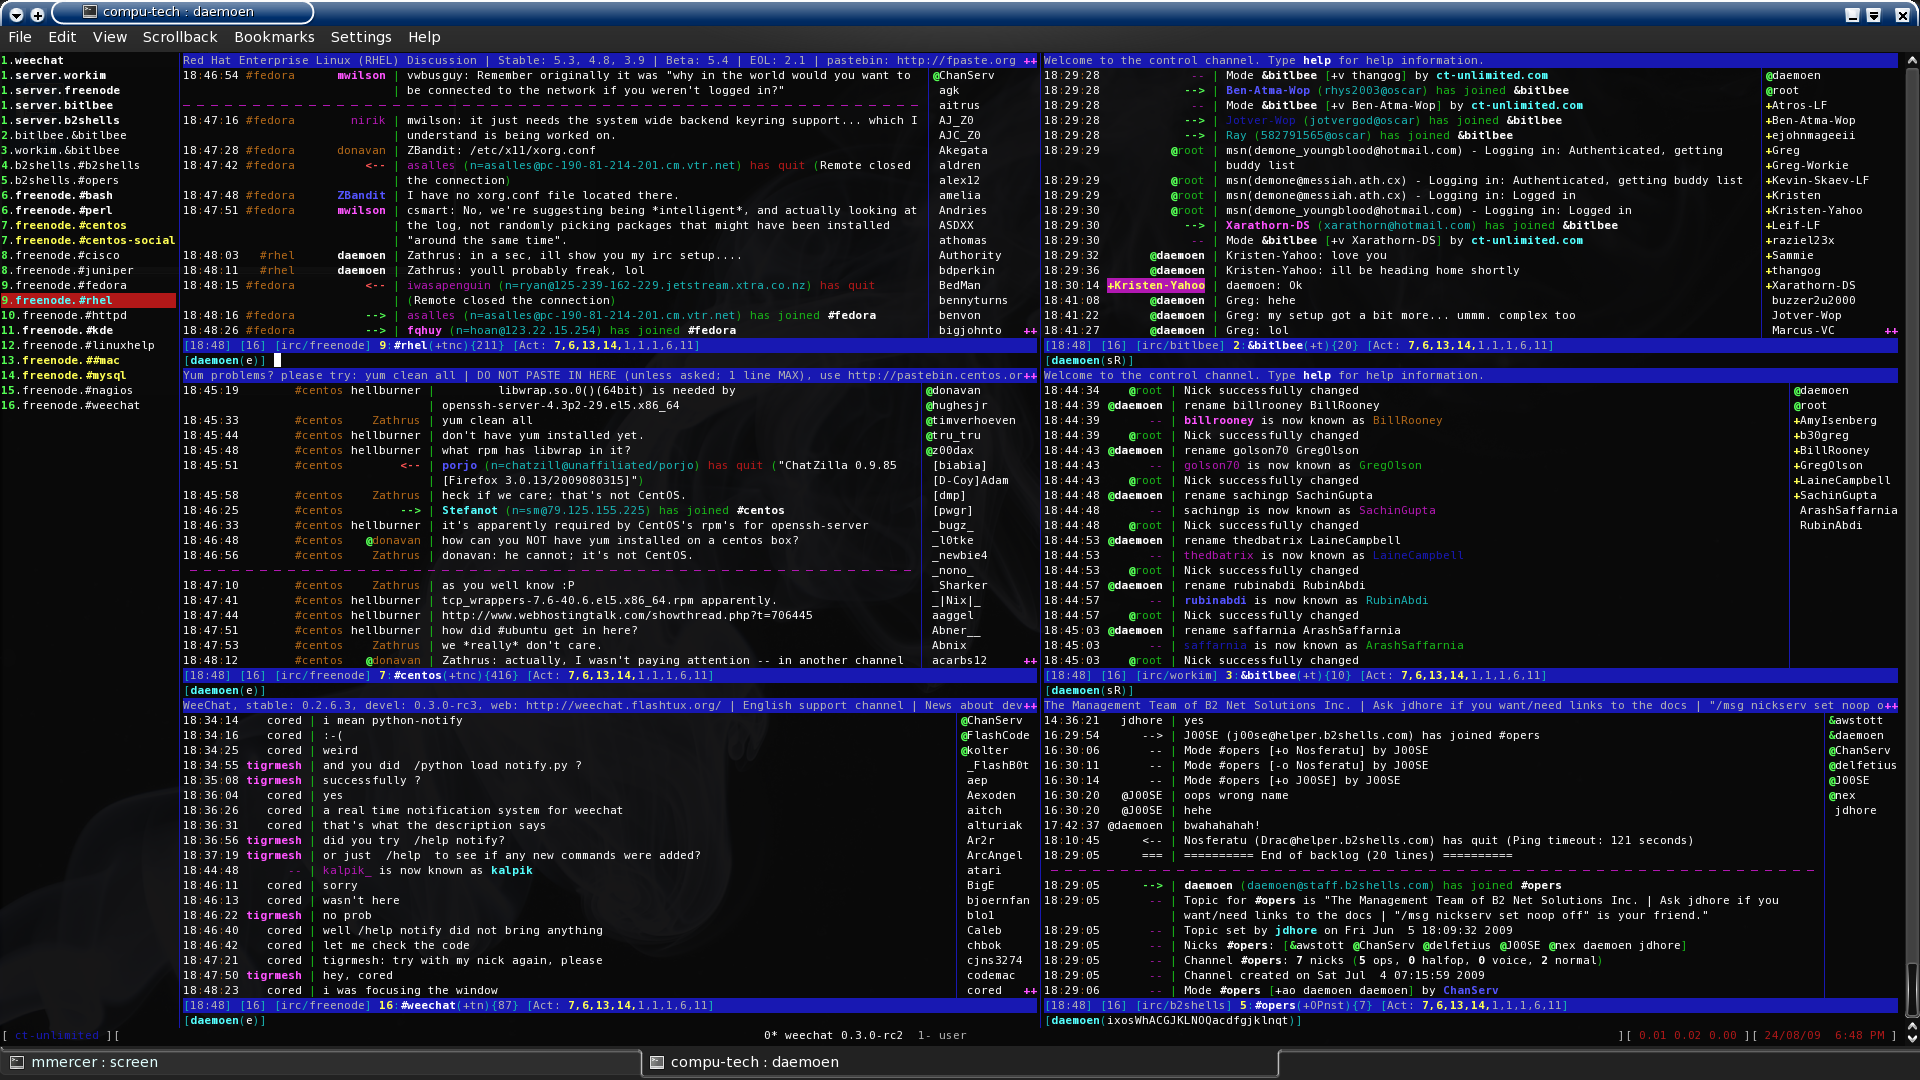 compu-tech : daemoen
File Edit View Scrollback Bookmarks Settings Help
1.weechat
1.server.workim
1.server.freenode
1.server.bitlbee
1.server.b2shells
2.bitlbee.&bitlbee
3.workim.&bitlbee
4.b2shells.#b2shells
5.b2shells.#opers
6.freenode.#bash
6.freenode.#perl
7.freenode.#centos
7.freenode.#centos-social
8.freenode.#cisco
8.freenode.#juniper
9.freenode.#fedora
9.freenode.#rhel
10.freenode.#httpd
11.freenode.#kde
12.freenode.#linuxhelp
13.freenode.##mac
14.freenode.#mysql
15.freenode.#nagios
16.freenode.#weechat
Red Hat Enterprise Linux (RHEL) Discussion | Stable: 5.3, 4.8, 3.9 | Beta: 5.4 | EOL: 2.1 | pastebin: http://fpaste.org ++
18:46:54 #fedora mwilson | vwbusguy: Remember originally it was "why in the world would you want to
| be connected to the network if you weren't logged in?"
18:47:16 #fedora nirik | mwilson: it just needs the system wide backend keyring support... which I
| understand is being worked on.
18:47:28 #fedora donavan | ZBandit: /etc/x11/xorg.conf
18:47:42 #fedora <-- | asalles (n=asalles@pc-190-81-214-201.cm.vtr.net) has quit (Remote closed
| the connection)
18:47:48 #fedora ZBandit | I have no xorg.conf file located there.
18:47:51 #fedora mwilson | csmart: No, we're suggesting being *intelligent*, and actually looking at
| the log, not randomly picking packages that might have been installed
| "around the same time".
18:48:03 #rhel daemoen | Zathrus: in a sec, ill show you my irc setup....
18:48:11 #rhel daemoen | Zathrus: youll probably freak, lol
18:48:15 #fedora <-- | iwasapenguin (n=ryan@125-239-162-229.jetstream.xtra.co.nz) has quit
| (Remote closed the connection)
18:48:16 #fedora --> | asalles (n=asalles@pc-190-81-214-201.cm.vtr.net) has joined #fedora
18:48:26 #fedora --> | fqhuy (n=hoan@123.22.15.254) has joined #fedora
@ChanServ
agk
aitrus
AJ_Z0
AJC_Z0
Akegata
aldren
alex12
amelia
Andries
ASDXX
athomas
Authority
bdperkin
BedMan
bennyturns
benvon
bigjohnto ++
[18:48] [16] [irc/freenode] 9:#rhel(+tnc){211} [Act: 7,6,13,14,1,1,1,6,11]
[daemoen(e)]
Welcome to the control channel. Type help for help information.
18:29:28 -- | Mode &bitlbee [+v thangog] by ct-unlimited.com
18:29:28 --> | Ben-Atma-Wop (rhys2003@oscar) has joined &bitlbee
18:29:28 -- | Mode &bitlbee [+v Ben-Atma-Wop] by ct-unlimited.com
18:29:28 --> | Jotver-Wop (jotvergod@oscar) has joined &bitlbee
18:29:28 --> | Ray (582791565@oscar) has joined &bitlbee
18:29:29 @root | msn(demone_youngblood@hotmail.com) - Logging in: Authenticated, getting
| buddy list
18:29:29 @root | msn(demone@messiah.ath.cx) - Logging in: Authenticated, getting buddy list
18:29:29 @root | msn(demone@messiah.ath.cx) - Logging in: Logged in
18:29:30 @root | msn(demone_youngblood@hotmail.com) - Logging in: Logged in
18:29:30 --> | Xarathorn-DS (xarathorn@hotmail.com) has joined &bitlbee
18:29:30 -- | Mode &bitlbee [+v Xarathorn-DS] by ct-unlimited.com
18:29:32 @daemoen | Kristen-Yahoo: love you
18:29:36 @daemoen | Kristen-Yahoo: ill be heading home shortly
18:30:14 +Kristen-Yahoo | daemoen: Ok
18:41:08 @daemoen | Greg: hehe
18:41:22 @daemoen | Greg: my setup got a bit more... ummm. complex too
18:41:27 @daemoen | Greg: lol
@daemoen
@root
+Atros-LF
+Ben-Atma-Wop
+ejohnmageeii
+Greg
+Greg-Workie
+Kevin-Skaev-LF
+Kristen
+Kristen-Yahoo
+Leif-LF
+raziel23x
+Sammie
+thangog
+Xarathorn-DS
buzzer2u2000
Jotver-Wop
Marcus-VC ++
[18:48] [16] [irc/bitlbee] 2:&bitlbee(+t){20} [Act: 7,6,13,14,1,1,1,6,11]
[daemoen(sR)]
Yum problems? please try: yum clean all | DO NOT PASTE IN HERE (unless asked; 1 line MAX), use http://pastebin.centos.or++
18:45:19 #centos hellburner | libwrap.so.0()(64bit) is needed by
| openssh-server-4.3p2-29.el5.x86_64
18:45:33 #centos Zathrus | yum clean all
18:45:44 #centos hellburner | don't have yum installed yet.
18:45:48 #centos hellburner | what rpm has libwrap in it?
18:45:51 #centos <-- | porjo (n=chatzill@unaffiliated/porjo) has quit ("ChatZilla 0.9.85
| [Firefox 3.0.13/2009080315]")
18:45:58 #centos Zathrus | heck if we care; that's not CentOS.
18:46:25 #centos --> | Stefanot (n=sm@79.125.155.225) has joined #centos
18:46:33 #centos hellburner | it's apparently required by CentOS's rpm's for openssh-server
18:46:48 #centos @donavan | how can you NOT have yum installed on a centos box?
18:46:56 #centos Zathrus | donavan: he cannot; it's not CentOS.
18:47:10 #centos Zathrus | as you well know :P
18:47:41 #centos hellburner | tcp_wrappers-7.6-40.6.el5.x86_64.rpm apparently.
18:47:44 #centos hellburner | http://www.webhostingtalk.com/showthread.php?t=706445
18:47:51 #centos hellburner | how did #ubuntu get in here?
18:47:53 #centos Zathrus | we *really* don't care.
18:48:12 #centos @donavan | Zathrus: actually, I wasn't paying attention -- in another channel
@donavan
@hughesjr
@timverhoeven
@tru_tru
@z00dax
[biabia]
[D-Coy]Adam
[dmp]
[pwgr]
_bugz_
_l0tke
_newbie4
_nono_
_Sharker
_|Nix|_
aaggel
Abner__
Abnix
acarbs12 ++
[18:48] [16] [irc/freenode] 7:#centos(+tnc){416} [Act: 7,6,13,14,1,1,1,6,11]
[daemoen(e)]
Welcome to the control channel. Type help for help information.
18:44:34 @root | Nick successfully changed
18:44:39 @daemoen | rename billrooney BillRooney
18:44:39 -- | billrooney is now known as BillRooney
18:44:39 @root | Nick successfully changed
18:44:43 @daemoen | rename golson70 GregOlson
18:44:43 -- | golson70 is now known as GregOlson
18:44:43 @root | Nick successfully changed
18:44:48 @daemoen | rename sachingp SachinGupta
18:44:48 -- | sachingp is now known as SachinGupta
18:44:48 @root | Nick successfully changed
18:44:53 @daemoen | rename thedbatrix LaineCampbell
18:44:53 -- | thedbatrix is now known as LaineCampbell
18:44:53 @root | Nick successfully changed
18:44:57 @daemoen | rename rubinabdi RubinAbdi
18:44:57 -- | rubinabdi is now known as RubinAbdi
18:44:57 @root | Nick successfully changed
18:45:03 @daemoen | rename saffarnia ArashSaffarnia
18:45:03 -- | saffarnia is now known as ArashSaffarnia
18:45:03 @root | Nick successfully changed
@daemoen
@root
+AmyIsenberg
+b30greg
+BillRooney
+GregOlson
+LaineCampbell
+SachinGupta
ArashSaffarnia
RubinAbdi
[18:48] [16] [irc/workim] 3:&bitlbee(+t){10} [Act: 7,6,13,14,1,1,1,6,11]
[daemoen(sR)]
WeeChat, stable: 0.2.6.3, devel: 0.3.0-rc3, web: http://weechat.flashtux.org/ | English support channel | News about dev++
18:34:14 cored | i mean python-notify
18:34:16 cored | :-(
18:34:25 cored | weird
18:34:55 tigrmesh | and you did /python load notify.py ?
18:35:08 tigrmesh | successfully ?
18:36:04 cored | yes
18:36:26 cored | a real time notification system for weechat
18:36:31 cored | that's what the description says
18:36:56 tigrmesh | did you try /help notify?
18:37:19 tigrmesh | or just /help to see if any new commands were added?
18:44:48 -- | kalpik_ is now known as kalpik
18:46:11 cored | sorry
18:46:13 cored | wasn't here
18:46:22 tigrmesh | no prob
18:46:40 cored | well /help notify did not bring anything
18:46:42 cored | let me check the code
18:47:21 cored | tigrmesh: try with my nick again, please
18:47:50 tigrmesh | hey, cored
18:48:23 cored | i was focusing the window
@ChanServ
@FlashCode
@kolter
_FlashB0t
aep
Aexoden
aitch
alturiak
Ar2r
ArcAngel
atari
BigE
bjoernfan
blo1
Caleb
chbok
cjns3274
codemac
cored ++
[18:48] [16] [irc/freenode] 16:#weechat(+tn){87} [Act: 7,6,13,14,1,1,1,6,11]
[daemoen(e)]
The Management Team of B2 Net Solutions Inc. | Ask jdhore if you want/need links to the docs | "/msg nickserv set noop o++
14:36:21 jdhore | yes
16:29:54 --> | J00SE (j00se@helper.b2shells.com) has joined #opers
16:30:06 -- | Mode #opers [+o Nosferatu] by J00SE
16:30:11 -- | Mode #opers [-o Nosferatu] by J00SE
16:30:14 -- | Mode #opers [+o J00SE] by J00SE
16:30:20 @J00SE | oops wrong name
16:30:20 @J00SE | hehe
17:42:37 @daemoen | bwahahahah!
18:10:45 <-- | Nosferatu (Drac@helper.b2shells.com) has quit (Ping timeout: 121 seconds)
18:29:05 === | ========== End of backlog (20 lines) ==========
18:29:05 --> | daemoen (daemoen@staff.b2shells.com) has joined #opers
18:29:05 -- | Topic for #opers is "The Management Team of B2 Net Solutions Inc. | Ask jdhore if you
| want/need links to the docs | "/msg nickserv set noop off" is your friend."
18:29:05 -- | Topic set by jdhore on Fri Jun 5 18:09:32 2009
18:29:05 -- | Nicks #opers: [&awstott @ChanServ @delfetius @J00SE @nex daemoen jdhore]
18:29:05 -- | Channel #opers: 7 nicks (5 ops, 0 halfop, 0 voice, 2 normal)
18:29:05 -- | Channel created on Sat Jul 4 07:15:59 2009
18:29:06 -- | Mode #opers [+ao daemoen daemoen] by ChanServ
&awstott
&daemoen
@ChanServ
@delfetius
@J00SE
@nex
jdhore
[18:48] [16] [irc/b2shells] 5:#opers(+OPnst){7} [Act: 7,6,13,14,1,1,1,6,11]
[daemoen(ixosWhACGJKLNOQacdfgjklnqt)]
[ ct-unlimited ][ 0* weechat 0.3.0-rc2 1- user ][ 0.01 0.02 0.00 ][ 24/08/09 6:48 PM ]
mmercer : screen
compu-tech : daemoen